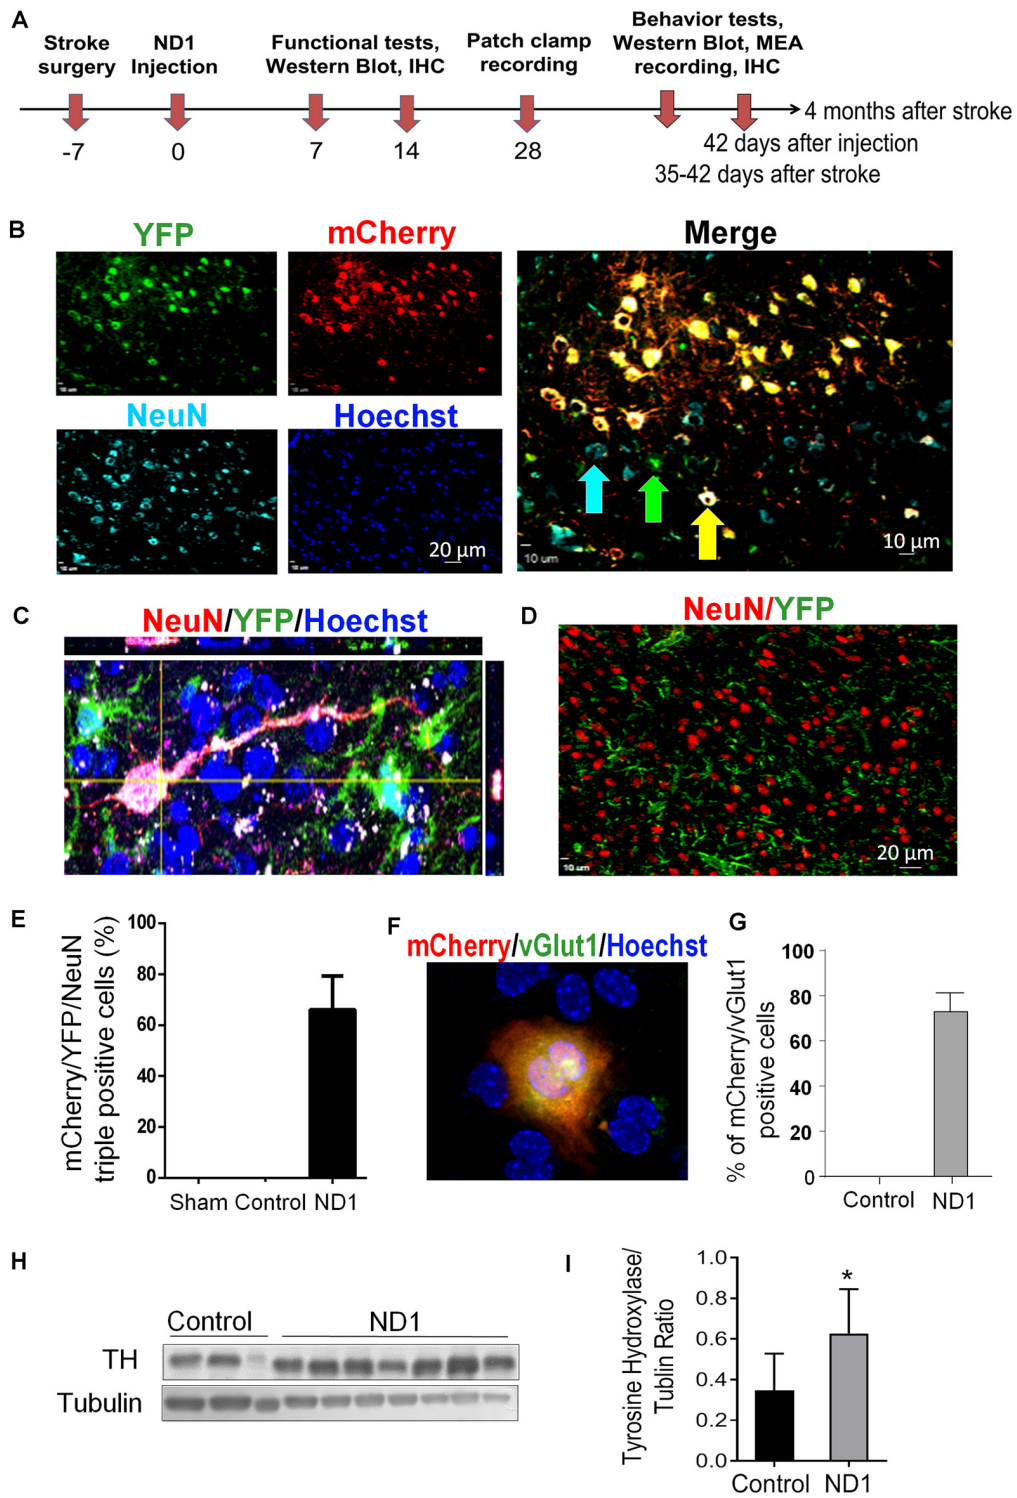 A
Stroke surgery
ND1 Injection
Functional tests, Western Blot, IHC
Patch clamp recording
Behavior tests, Western Blot, MEA recording, IHC
-7
0
7
14
28
4 months after stroke
42 days after injection
35-42 days after stroke
B
YFP
mCherry
Merge
NeuN
Hoechst
20 µm
10 um
10 µm
C
NeuN/YFP/Hoechst
D
NeuN/YFP
10 um
20 µm
E
mCherry/YFP/NeuN
triple positive cells (%)
100
80
60
40
20
0
Sham Control ND1
F
mCherry/vGlut1/Hoechst
G
% of mCherry/vGlut1
positive cells
100
80
60
40
20
0
Control ND1
H
Control ND1
TH
Tubulin
I
Tyrosine Hydroxylase/
Tublin Ratio
1.0
0.8
0.6
0.4
0.2
0.0
*
Control ND1